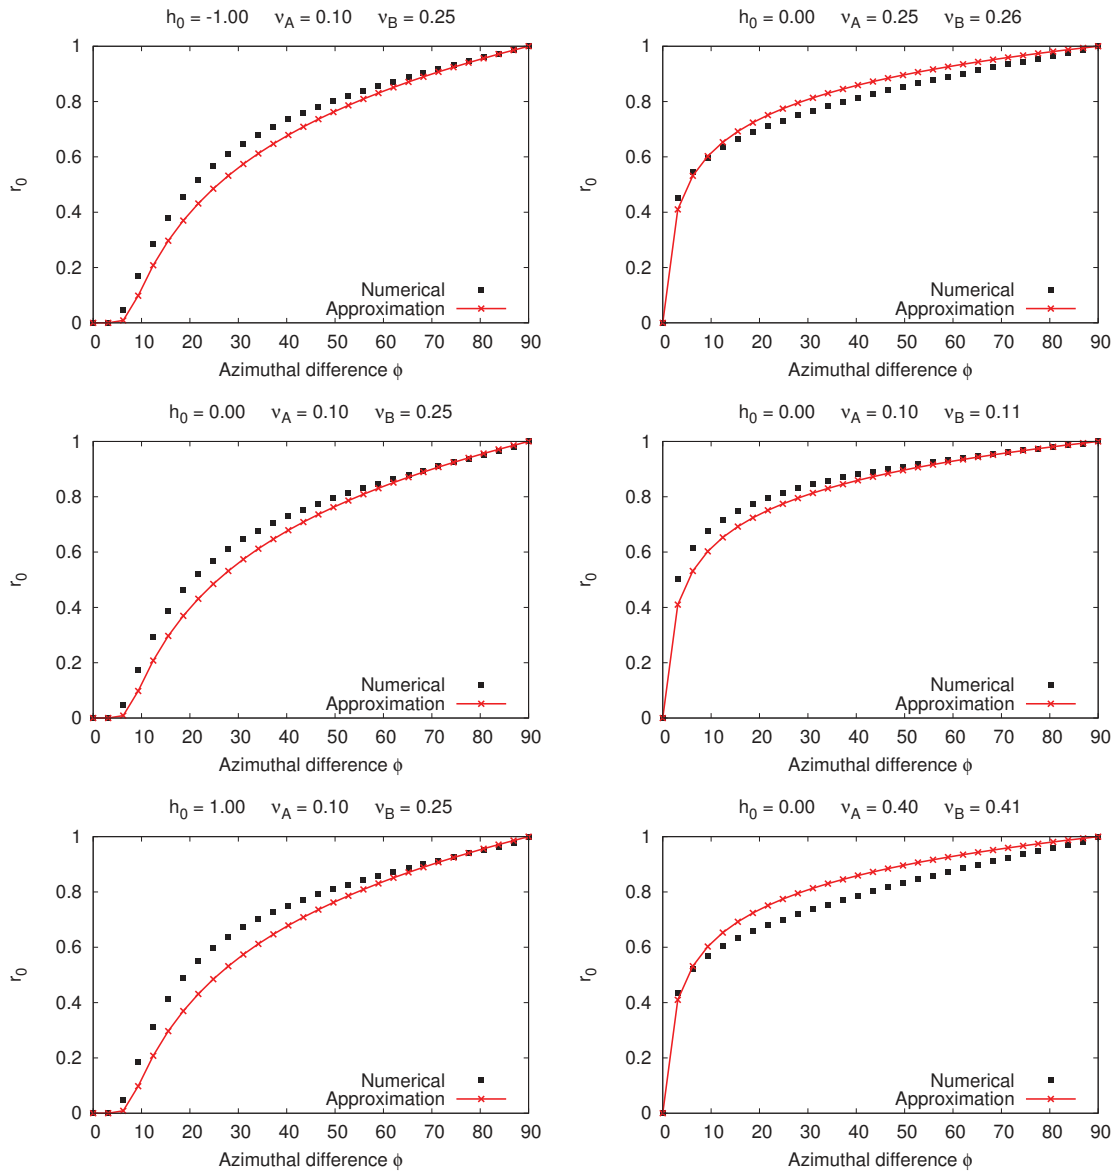 h0 = -1.00 νA = 0.10 νB = 0.25
1
0.8
0.6
0.4
0.2
0
r0
Numerical
Approximation
0 10 20 30 40 50 60 70 80 90
Azimuthal difference ϕ
h0 = 0.00 νA = 0.25 νB = 0.26
1
0.8
0.6
0.4
0.2
0
r0
Numerical
Approximation
0 10 20 30 40 50 60 70 80 90
Azimuthal difference ϕ
h0 = 0.00 νA = 0.10 νB = 0.25
1
0.8
0.6
0.4
0.2
0
r0
Numerical
Approximation
0 10 20 30 40 50 60 70 80 90
Azimuthal difference ϕ
h0 = 0.00 νA = 0.10 νB = 0.11
1
0.8
0.6
0.4
0.2
0
r0
Numerical
Approximation
0 10 20 30 40 50 60 70 80 90
Azimuthal difference ϕ
h0 = 1.00 νA = 0.10 νB = 0.25
1
0.8
0.6
0.4
0.2
0
r0
Numerical
Approximation
0 10 20 30 40 50 60 70 80 90
Azimuthal difference ϕ
h0 = 0.00 νA = 0.40 νB = 0.41
1
0.8
0.6
0.4
0.2
0
r0
Numerical
Approximation
0 10 20 30 40 50 60 70 80 90
Azimuthal difference ϕ